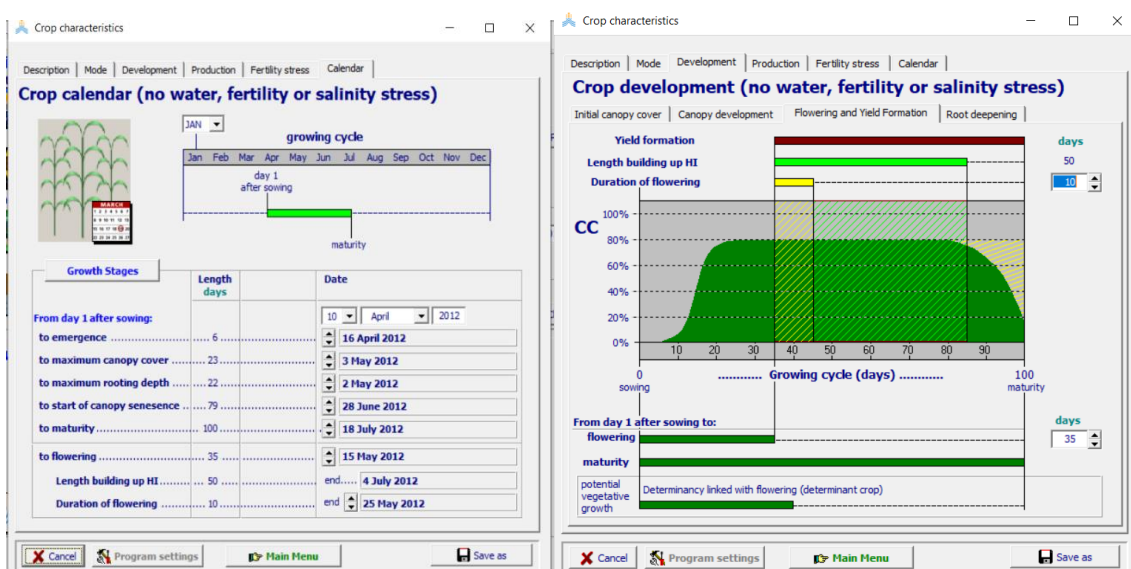 Crop characteristics
Description Mode Development Production Fertility stress Calendar
Crop calendar (no water, fertility or salinity stress)
JAN
growing cycle
Jan Feb Mar Apr May Jun Jul Aug Sep Oct Nov Dec
day 1
after sowing
MARCH
maturity
Growth Stages
Length
days
Date
From day 1 after sowing:
10 April 2012
to emergence ................... 6 ........................ 16 April 2012
to maximum canopy cover ........ 23 ........................ 3 May 2012
to maximum rooting depth ..... 22 ........................ 2 May 2012
to start of canopy senesence .. 79 ........................ 28 June 2012
to maturity........................ 100 ........................ 18 July 2012
to flowering ..................... 35 ........................ 15 May 2012
Length building up HI........ 50 ........................ end..... 4 July 2012
Duration of flowering ......... 10 ........................ end 25 May 2012
Cancel Program settings Main Menu Save as
Crop characteristics
Description Mode Development Production Fertility stress Calendar
Crop development (no water, fertility or salinity stress)
Initial canopy cover Canopy development Flowering and Yield Formation Root deepening
Yield formation days
Length building up HI 50
Duration of flowering 10
CC
100%
80%
60%
40%
20%
0%
10 20 30 40 50 60 70 80 90
0 ............ Growing cycle (days) ........... 100
sowing maturity
From day 1 after sowing to: days
flowering 35
maturity
potential
vegetative
growth
Determinancy linked with flowering (determinant crop)
Cancel Program settings Main Menu Save as